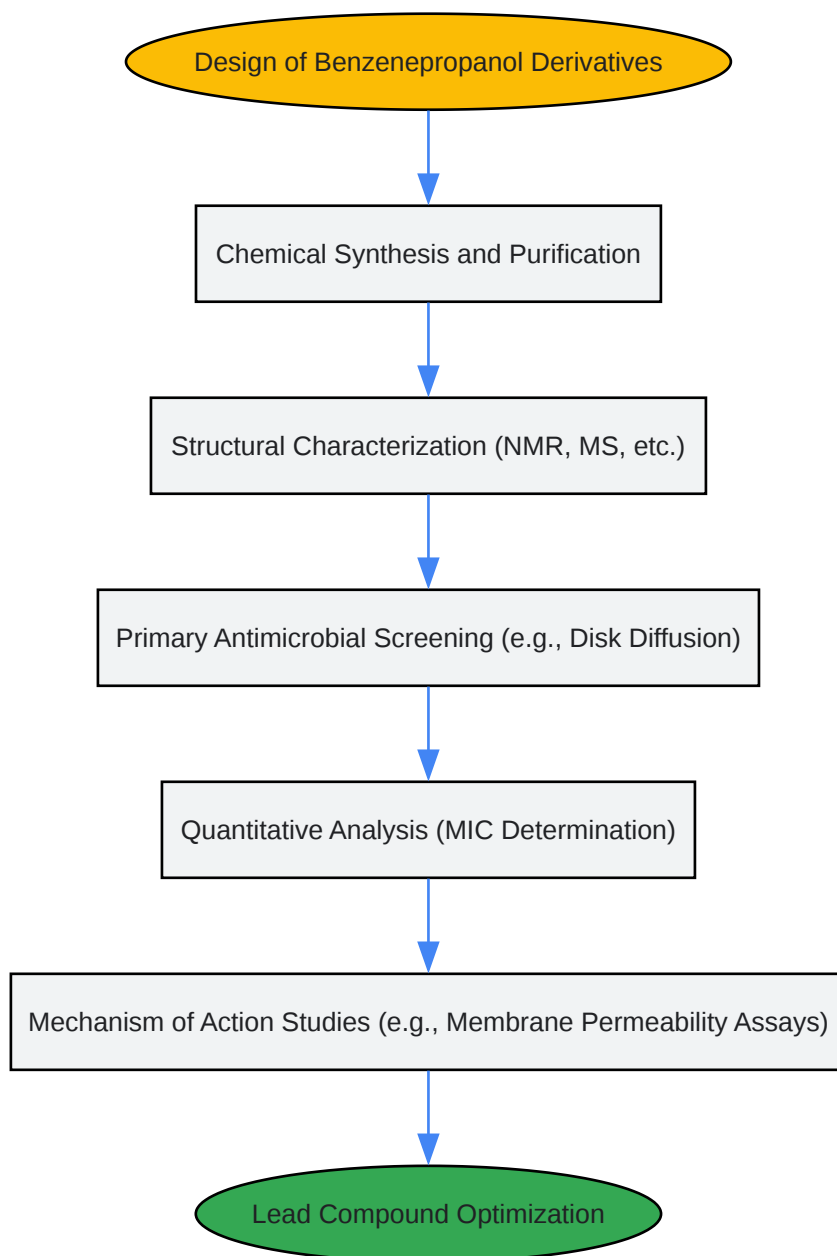 Design of Benzenepropanol Derivatives
Chemical Synthesis and Purification
Structural Characterization (NMR, MS, etc.)
Primary Antimicrobial Screening (e.g., Disk Diffusion)
Quantitative Analysis (MIC Determination)
Mechanism of Action Studies (e.g., Membrane Permeability Assays)
Lead Compound Optimization